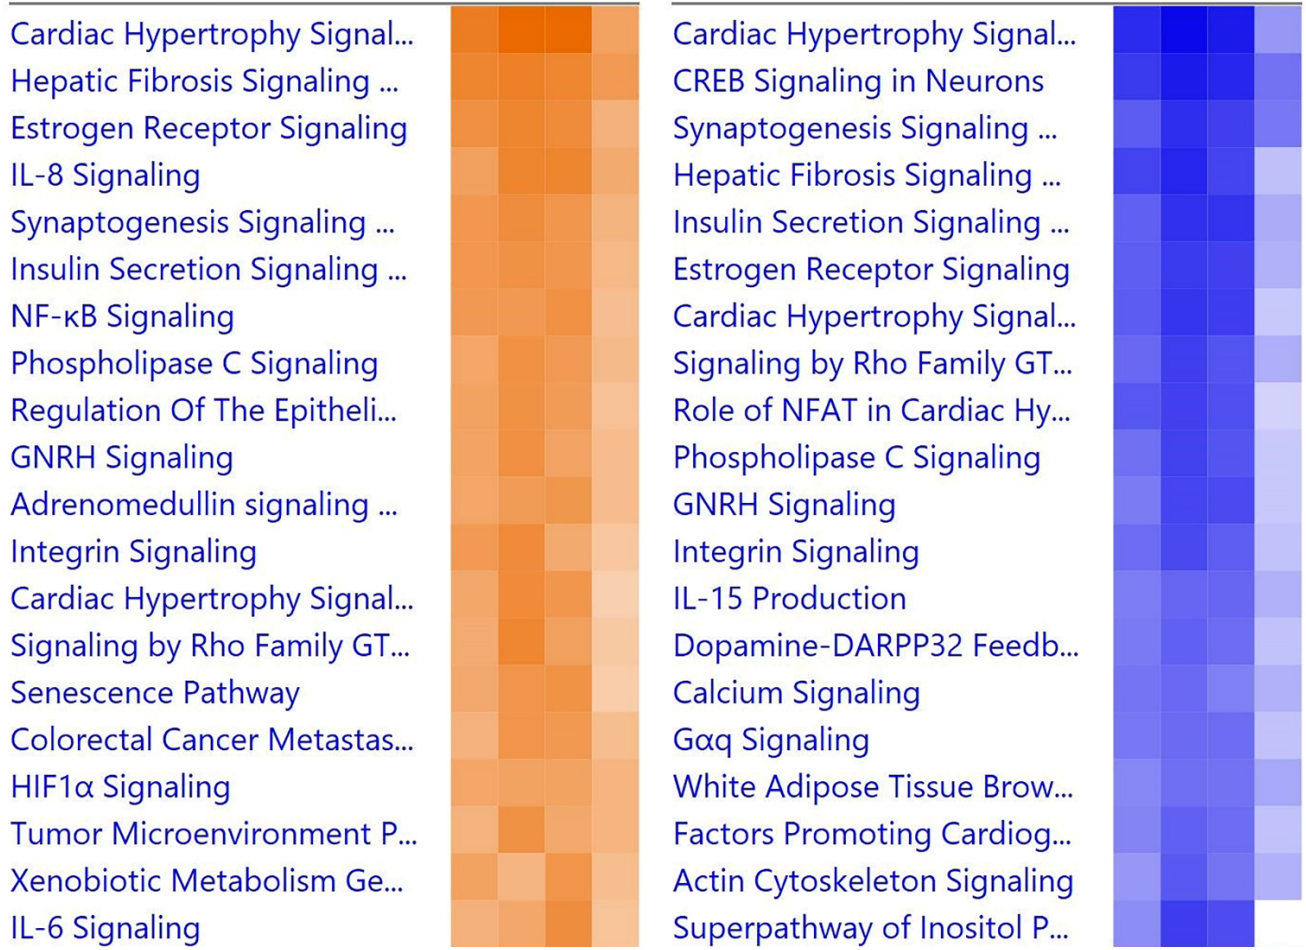 Cardiac Hypertrophy Signal...
Hepatic Fibrosis Signaling ...
Estrogen Receptor Signaling
IL-8 Signaling
Synaptogenesis Signaling ...
Insulin Secretion Signaling ...
NF-κB Signaling
Phospholipase C Signaling
Regulation Of The Epitheli...
GNRH Signaling
Adrenomedullin signaling ...
Integrin Signaling
Cardiac Hypertrophy Signal...
Signaling by Rho Family GT...
Senescence Pathway
Colorectal Cancer Metastas...
HIF1α Signaling
Tumor Microenvironment P...
Xenobiotic Metabolism Ge...
IL-6 Signaling
Cardiac Hypertrophy Signal...
CREB Signaling in Neurons
Synaptogenesis Signaling ...
Hepatic Fibrosis Signaling ...
Insulin Secretion Signaling ...
Estrogen Receptor Signaling
Cardiac Hypertrophy Signal...
Signaling by Rho Family GT...
Role of NFAT in Cardiac Hy...
Phospholipase C Signaling
GNRH Signaling
Integrin Signaling
IL-15 Production
Dopamine-DARPP32 Feedb...
Calcium Signaling
Gαq Signaling
White Adipose Tissue Brow...
Factors Promoting Cardiog...
Actin Cytoskeleton Signaling
Superpathway of Inositol P...